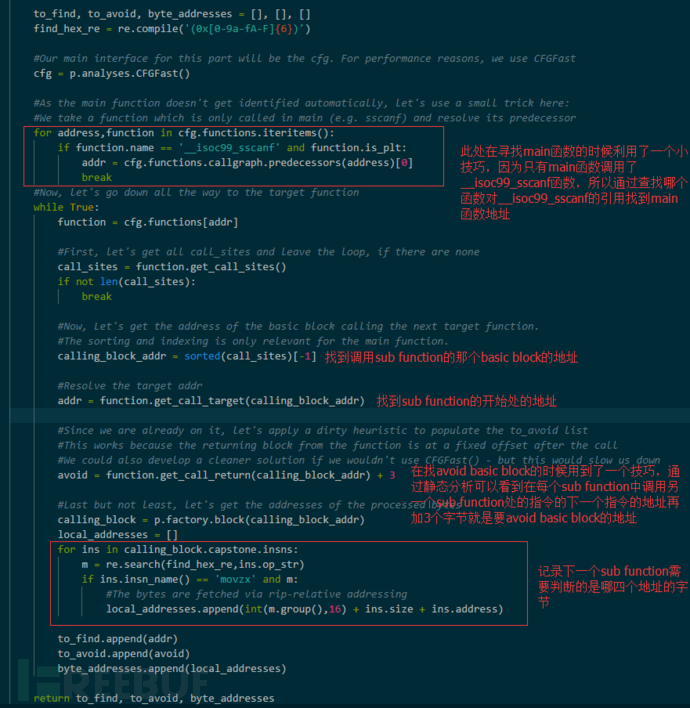 to_find, to_avoid, byte_addresses = [], [], []
find_hex_re = re.compile('(0x[0-9a-fA-F]{6})')
#Our main interface for this part will be the cfg. For performance reasons, we use CFGFast
cfg = p.analyses.CFGFast()
#As the main function doesn't get identified automatically, let's use a small trick here:
#We take a function which is only called in main (e.g. sscanf) and resolve its predecessor
for address,function in cfg.functions.iteritems():
if function.name == '__isoc99_sscanf' and function.is_plt:
addr = cfg.functions.callgraph.predecessors(address)[0]
break
此处在寻找main函数的时候利用了一个小
技巧，因为只有main函数调用了
__isoc99_sscanf函数，所以通过查找哪个
函数对__isoc99_sscanf的引用找到main
函数地址
#Now, let's go down all the way to the target function
while True:
function = cfg.functions[addr]
#First, let's get all call_sites and leave the loop, if there are none
call_sites = function.get_call_sites()
if not len(call_sites):
break
#Now, Let's get the address of the basic block calling the next target function.
#The sorting and indexing is only relevant for the main function.
calling_block_addr = sorted(call_sites)[-1] 找到调用sub function的那个basic block的地址
#Resolve the target addr
addr = function.get_call_target(calling_block_addr) 找到sub function的开始处的地址
#Since we are already on it, let's apply a dirty heuristic to populate the to_avoid list
#This works because the returning block from the function is at a fixed offset after the call
#We could also develop a cleaner solution if we wouldn't use CFGFast() - but this would slow us down
avoid = function.get_call_return(calling_block_addr) + 3
在找avoid basic block的时候用到了一个技巧，通
过静态分析可以看到在每个sub function中调用另
一个sub function处的指令的下一个指令的地址再
加3个字节就是要avoid basic block的地址
#Last but not least, Let's get the addresses of the processed bytes
calling_block = p.factory.block(calling_block_addr)
local_addresses = []
for ins in calling_block.capstone.insns:
m = re.search(find_hex_re,ins.op_str)
if ins.insn_name() == 'movzx' and m:
#The bytes are fetched via rip-relative addressing
local_addresses.append(int(m.group(),16) + ins.size + ins.address)
记录下一个sub function需
要判断的是哪四个地址的字
节
to_find.append(addr)
to_avoid.append(avoid)
byte_addresses.append(local_addresses)
return to_find, to_avoid, byte_addresses
REEBUF